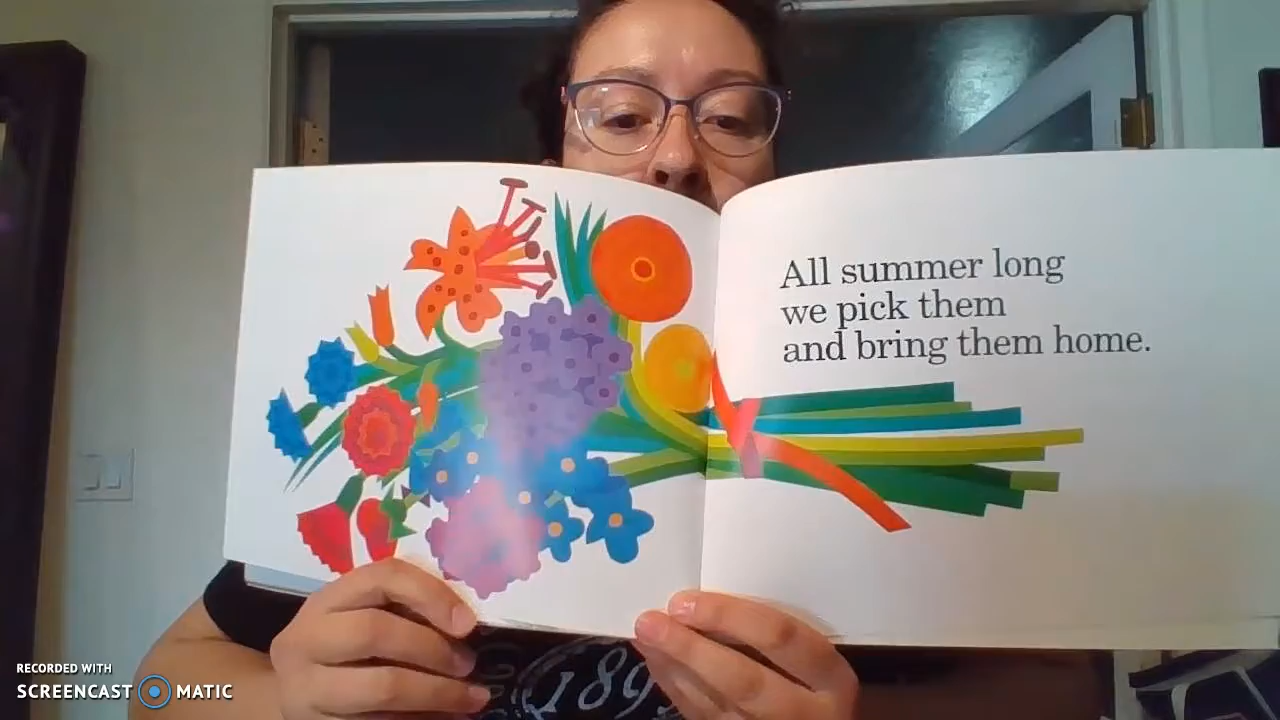 All summer long
we pick them
and bring them home.
RECORDED WITH
SCREENCAST MATIC